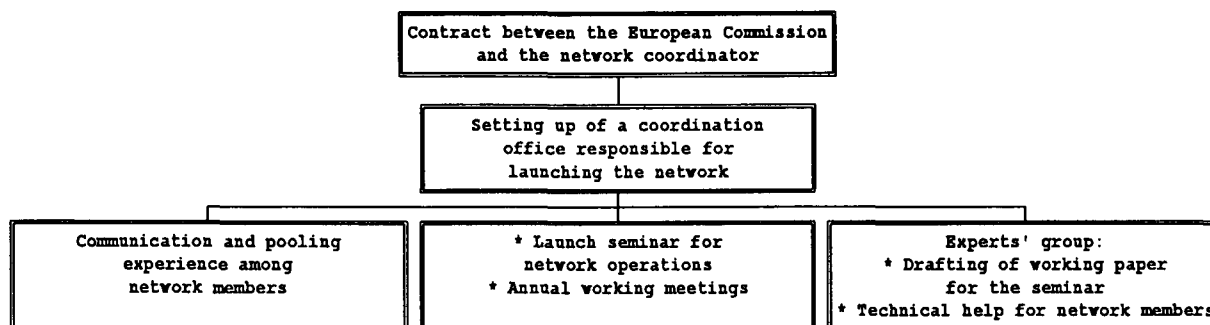 Contract between the European Commission
and the network coordinator
Setting up of a coordination
office responsible for
launching the network
Communication and pooling
experience among
network members
* Launch seminar for
network operations
* Annual working meetings
Experts' group:
* Drafting of working paper
for the seminar
* Technical help for network members